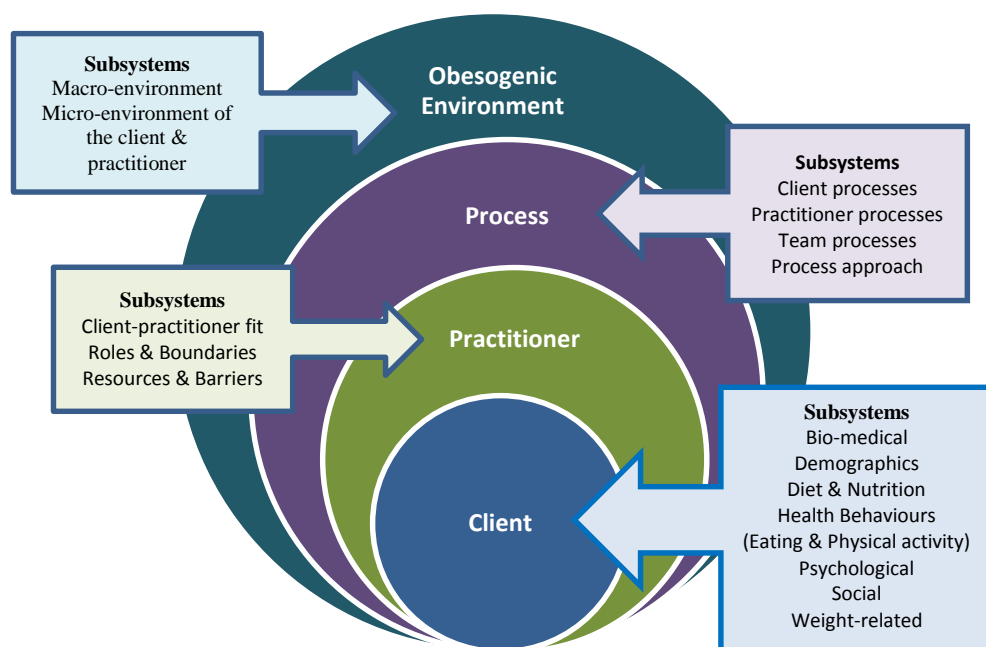 Subsystems
Macro-environment
Micro-environment of
the client &
practitioner
Obesogenic
Environment
Subsystems
Client processes
Practitioner processes
Team processes
Process approach
Process
Subsystems
Client-practitioner fit
Roles & Boundaries
Resources & Barriers
Practitioner
Subsystems
Bio-medical
Demographics
Diet & Nutrition
Health Behaviours
(Eating & Physical activity)
Psychological
Social
Weight-related
Client